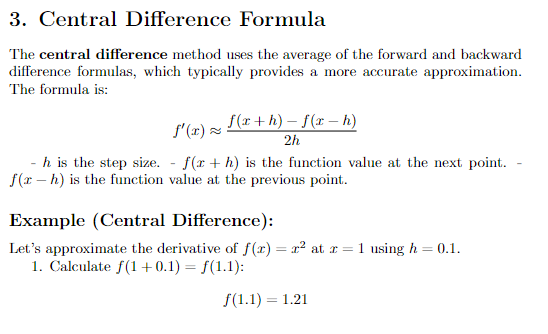 3. Central Difference Formula
The central difference method uses the average of the forward and backward
difference formulas, which typically provides a more accurate approximation.
The formula is:
f′(x) ≈ f(x + h) − f(x − h) / 2h
- h is the step size. - f(x + h) is the function value at the next point. -
f(x − h) is the function value at the previous point.
Example (Central Difference):
Let's approximate the derivative of f(x) = x² at x = 1 using h = 0.1.
1. Calculate f(1 + 0.1) = f(1.1):
f(1.1) = 1.21